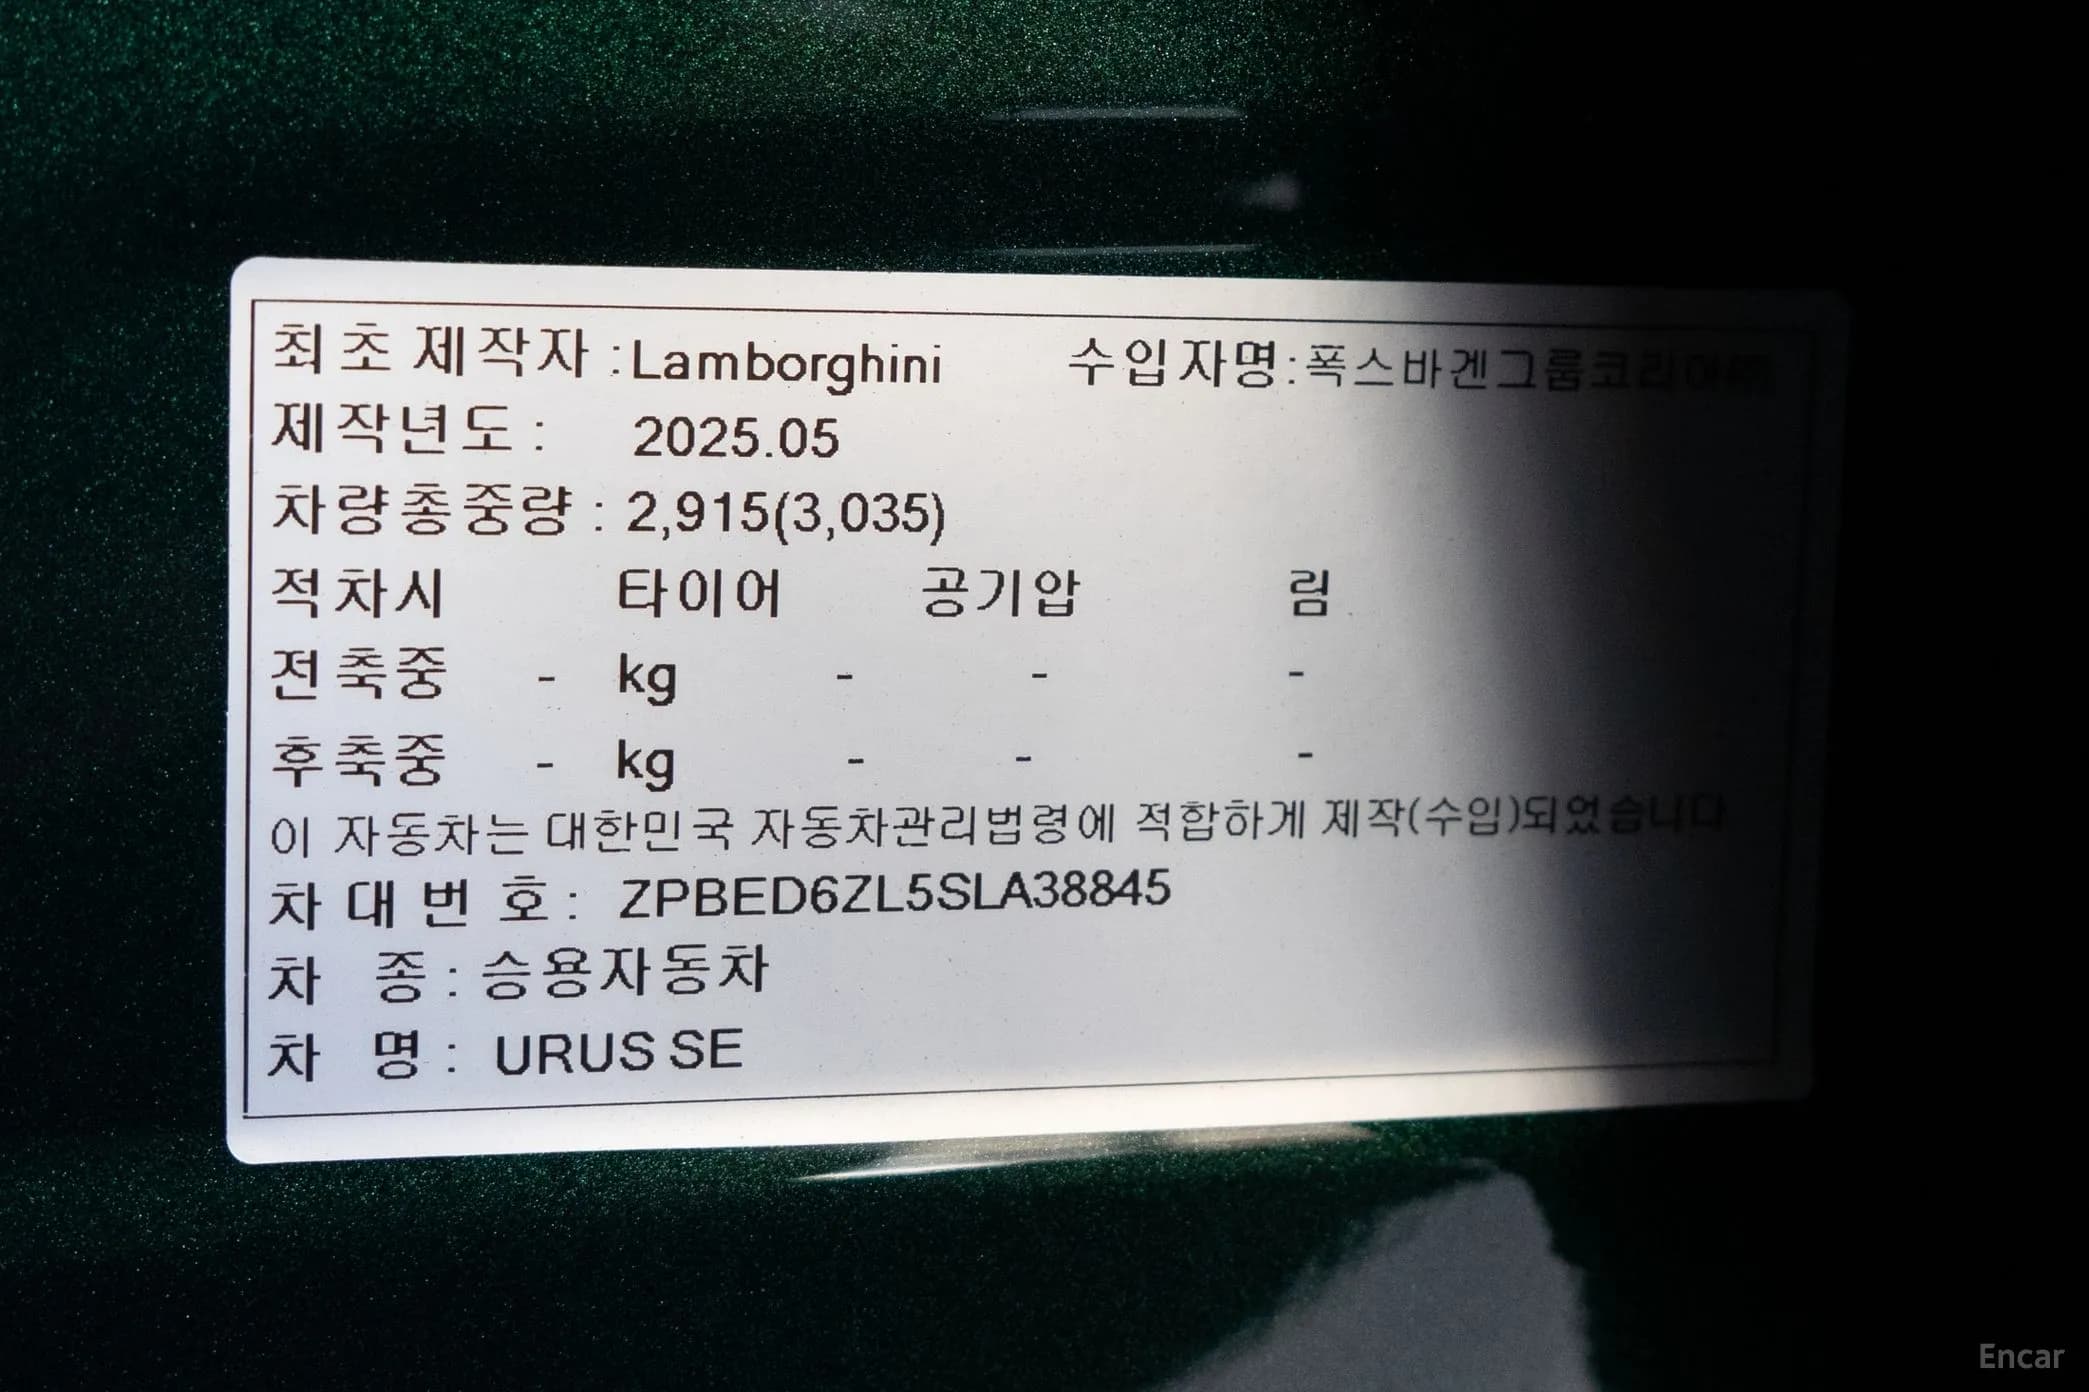 최초제작자 : Lamborghini 수입자명 : 폭스바겐그룹코리아㈜
제작년도 : 2025.05
차량총중량 : 2,915(3,035)
적차시 타이어 공기압 림
전축중 - kg - - -
후축중 - kg - - -
이 자동차는 대한민국 자동차관리법령에 적합하게 제작(수입)되었습니다
차대번호 : ZPBED6ZL5SLA38845
차 종 : 승용자동차
차 명 : URUS SE
Encar